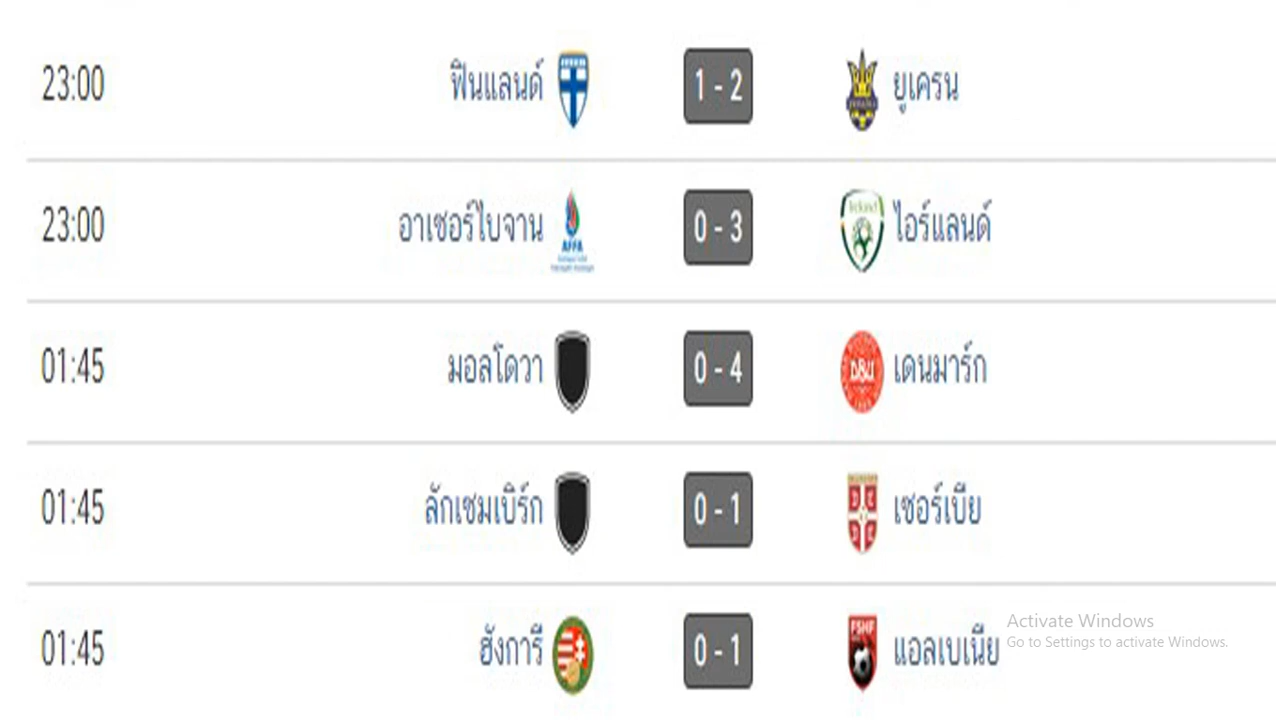 23:00 ฟินแลนด์ 1 - 2 ยูเครน
23:00 อาเซอร์ไบจาน AFFA 0 - 3 Ireland ไอร์แลนด์
01:45 มอลโดวา 0 - 4 DBU เดนมาร์ก
01:45 ลักเซมเบิร์ก 0 - 1 เซอร์เบีย
01:45 ฮังการี 0 - 1 FSHF แอลเบเนีย
Activate Windows
Go to Settings to activate Windows.